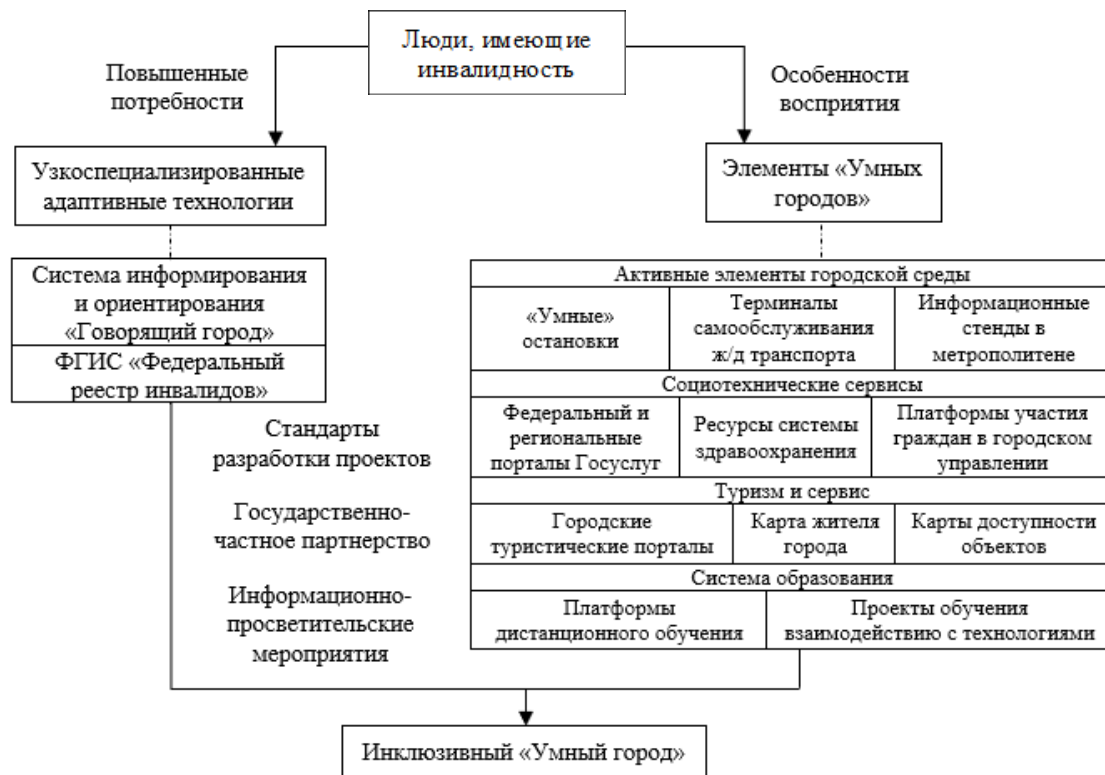 Люди, имеющие
инвалидность
Повышенные
потребности
Особенности
восприятия
Узкоспециализированные
адаптивные технологии
Элементы «Умных
городов»
Система информирования
и ориентирования
«Говорящий город»
ФГИС «Федеральный
реестр инвалидов»
Активные элементы городской среды
«Умные»
остановки
Терминалы
самообслуживания
ж/д транспорта
Информационные
стенды в
метрополитене
Социотехнические сервисы
Федеральный и
региональные
порталы Госуслуг
Ресурсы системы
здравоохранения
Платформы участия
граждан в городском
управлении
Туризм и сервис
Городские
туристические порталы
Карта жителя
города
Карты доступности
объектов
Система образования
Платформы
дистанционного обучения
Проекты обучения
взаимодействию с технологиями
Стандарты
разработки проектов
Государственно-
частное партнерство
Информационно-
просветительские
мероприятия
Инклюзивный «Умный город»